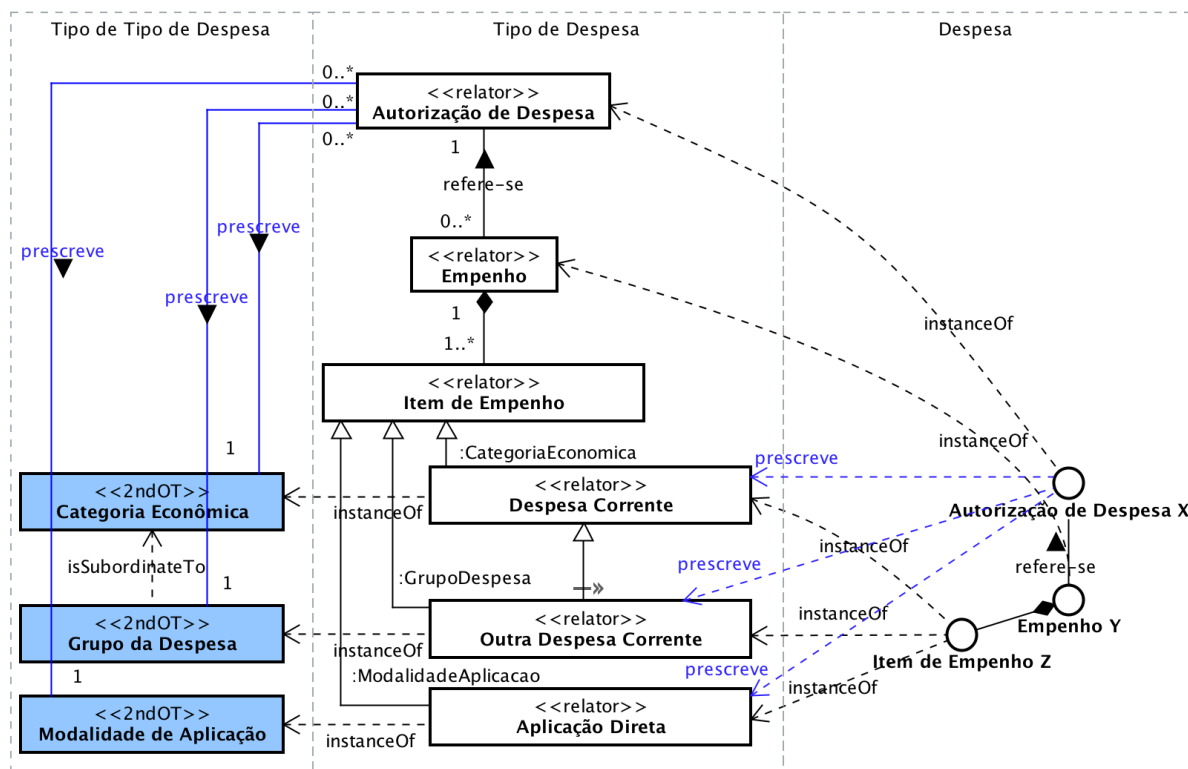 Tipo de Tipo de Despesa
Tipo de Despesa
Despesa
0..*
<<relator>>
Autorização de Despesa
0..*
0..*
1
refere-se
0..*
prescreve
prescreve
<<relator>>
Empenho
prescreve
1
1..*
instanceOf
<<relator>>
Item de Empenho
instanceOf
1
:CategoriaEconomica
prescreve
<<2ndOT>>
Categoria Econômica
instanceOf
<<relator>>
Despesa Corrente
Autorização de Despesa X
isSubordinateTo
instanceOf
refere-se
:GrupoDespesa
prescreve
1
<<2ndOT>>
Grupo da Despesa
instanceOf
<<relator>>
Outra Despesa Corrente
instanceOf
Empenho Y
Item de Empenho Z
1
:ModalidadeAplicacao
prescreve
instanceOf
<<2ndOT>>
Modalidade de Aplicação
instanceOf
<<relator>>
Aplicação Direta